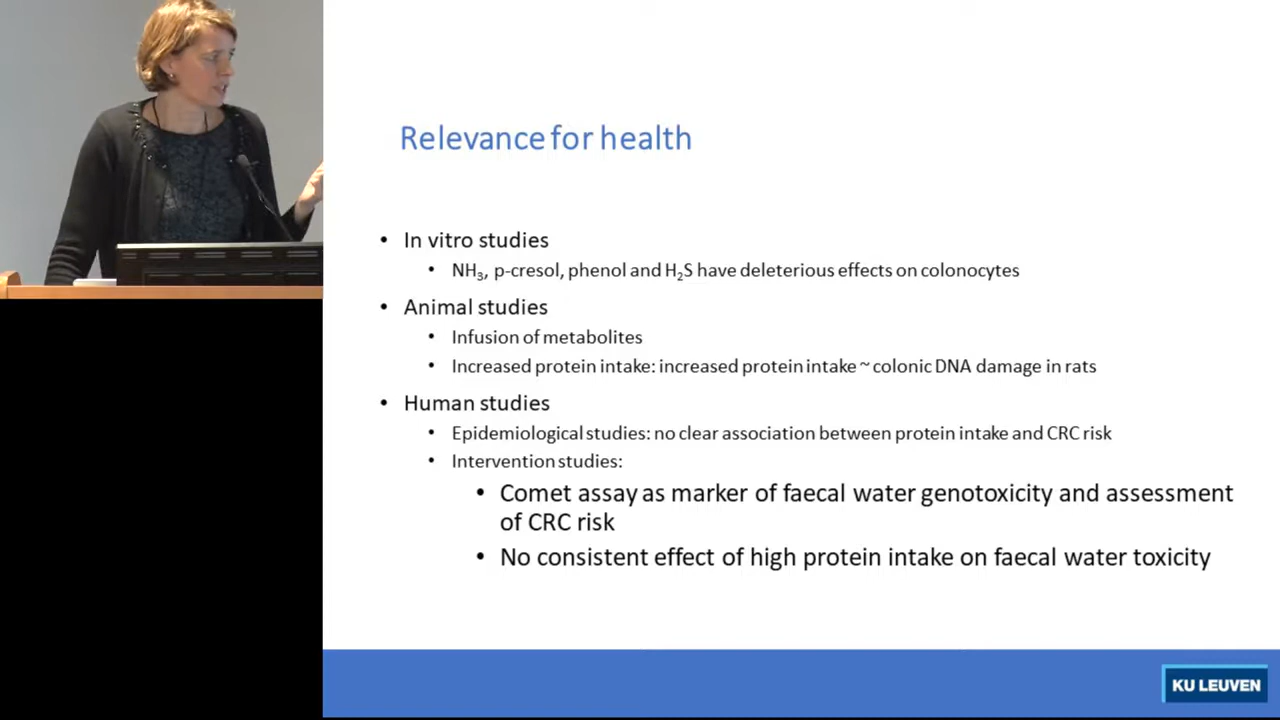 Relevance for health
• In vitro studies
• NH₃, p-cresol, phenol and H₂S have deleterious effects on colonocytes
• Animal studies
• Infusion of metabolites
• Increased protein intake: increased protein intake ~ colonic DNA damage in rats
• Human studies
• Epidemiological studies: no clear association between protein intake and CRC risk
• Intervention studies:
• Comet assay as marker of faecal water genotoxicity and assessment
of CRC risk
• No consistent effect of high protein intake on faecal water toxicity
KU LEUVEN